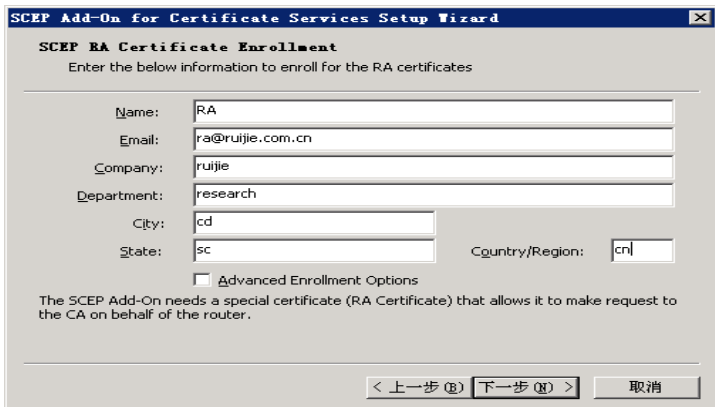 SCEP Add-On for Certificate Services Setup Wizard
SCEP RA Certificate Enrollment
Enter the below information to enroll for the RA certificates
Name: RA
Email: ra@ruijie.com.cn
Company: ruijie
Department: research
City: cd
State: sc Country/Region: cn
Advanced Enrollment Options
The SCEP Add-On needs a special certificate (RA Certificate) that allows it to make request to
the CA on behalf of the router.
< 上一步(B) 下一步(N) > 取消